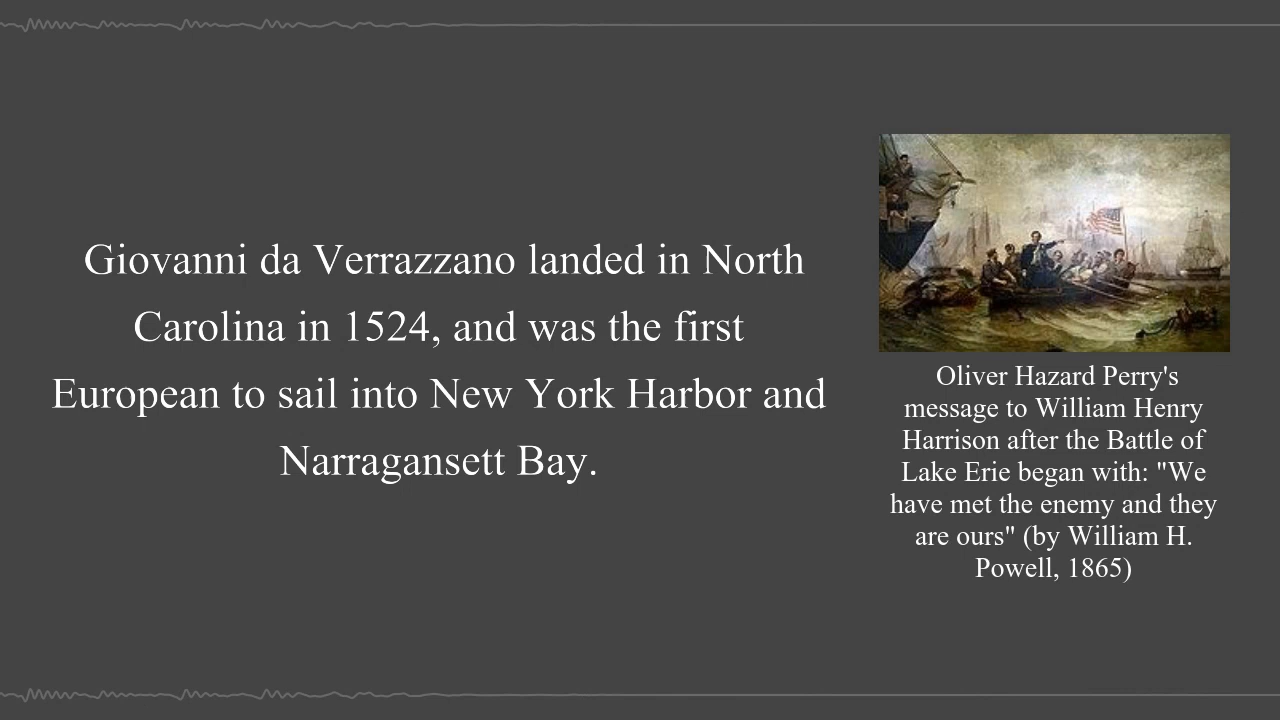 Giovanni da Verrazzano landed in North
Carolina in 1524, and was the first
European to sail into New York Harbor and
Narragansett Bay.
Oliver Hazard Perry's
message to William Henry
Harrison after the Battle of
Lake Erie began with: "We
have met the enemy and they
are ours" (by William H.
Powell, 1865)